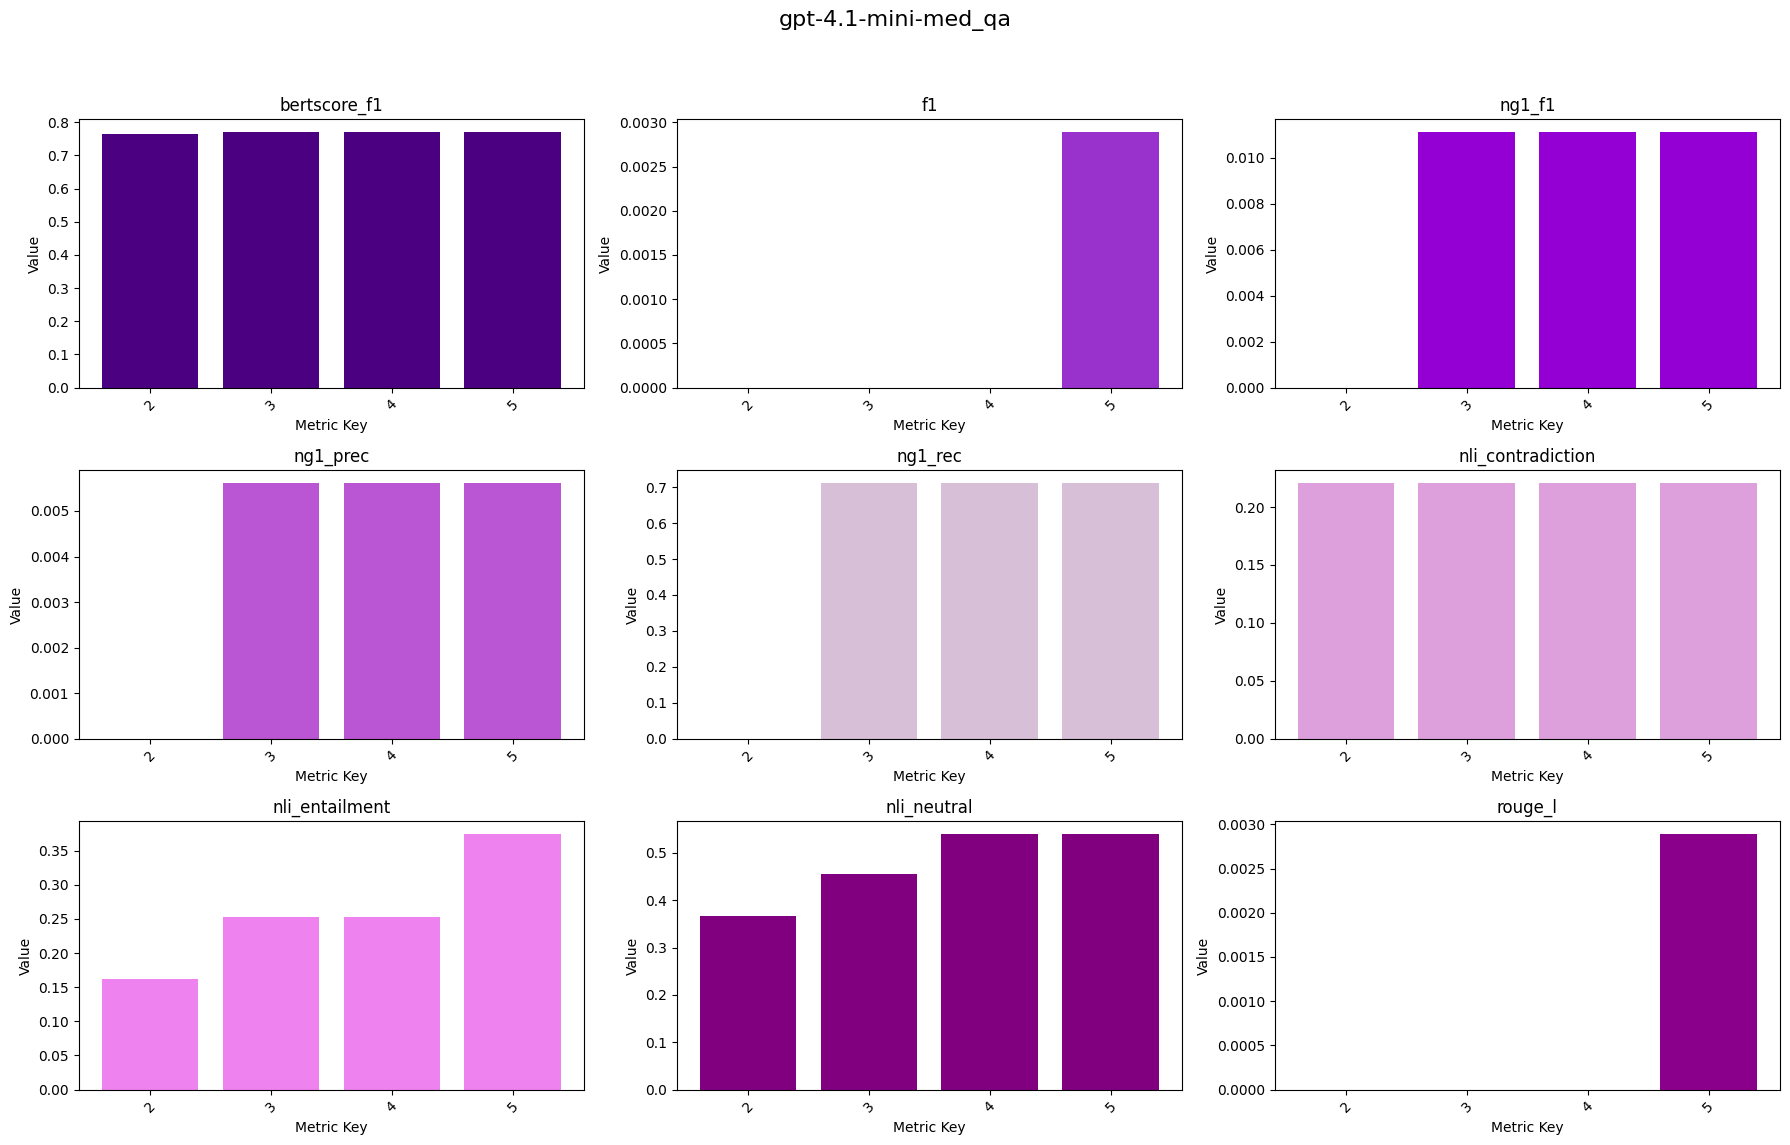 gpt-4.1-mini-med_qa
bertscore_f1
0.8
0.7
0.6
0.5
0.4
0.3
0.2
0.1
0.0
Value
2 3 4 5
Metric Key
f1
0.0030
0.0025
0.0020
0.0015
0.0010
0.0005
0.0000
Value
2 3 4 5
Metric Key
ng1_f1
0.010
0.008
0.006
0.004
0.002
0.000
Value
2 3 4 5
Metric Key
ng1_prec
0.005
0.004
0.003
0.002
0.001
0.000
Value
2 3 4 5
Metric Key
ng1_rec
0.7
0.6
0.5
0.4
0.3
0.2
0.1
0.0
Value
2 3 4 5
Metric Key
nli_contradiction
0.20
0.15
0.10
0.05
0.00
Value
2 3 4 5
Metric Key
nli_entailment
0.35
0.30
0.25
0.20
0.15
0.10
0.05
0.00
Value
2 3 4 5
Metric Key
nli_neutral
0.5
0.4
0.3
0.2
0.1
0.0
Value
2 3 4 5
Metric Key
rouge_l
0.0030
0.0025
0.0020
0.0015
0.0010
0.0005
0.0000
Value
2 3 4 5
Metric Key